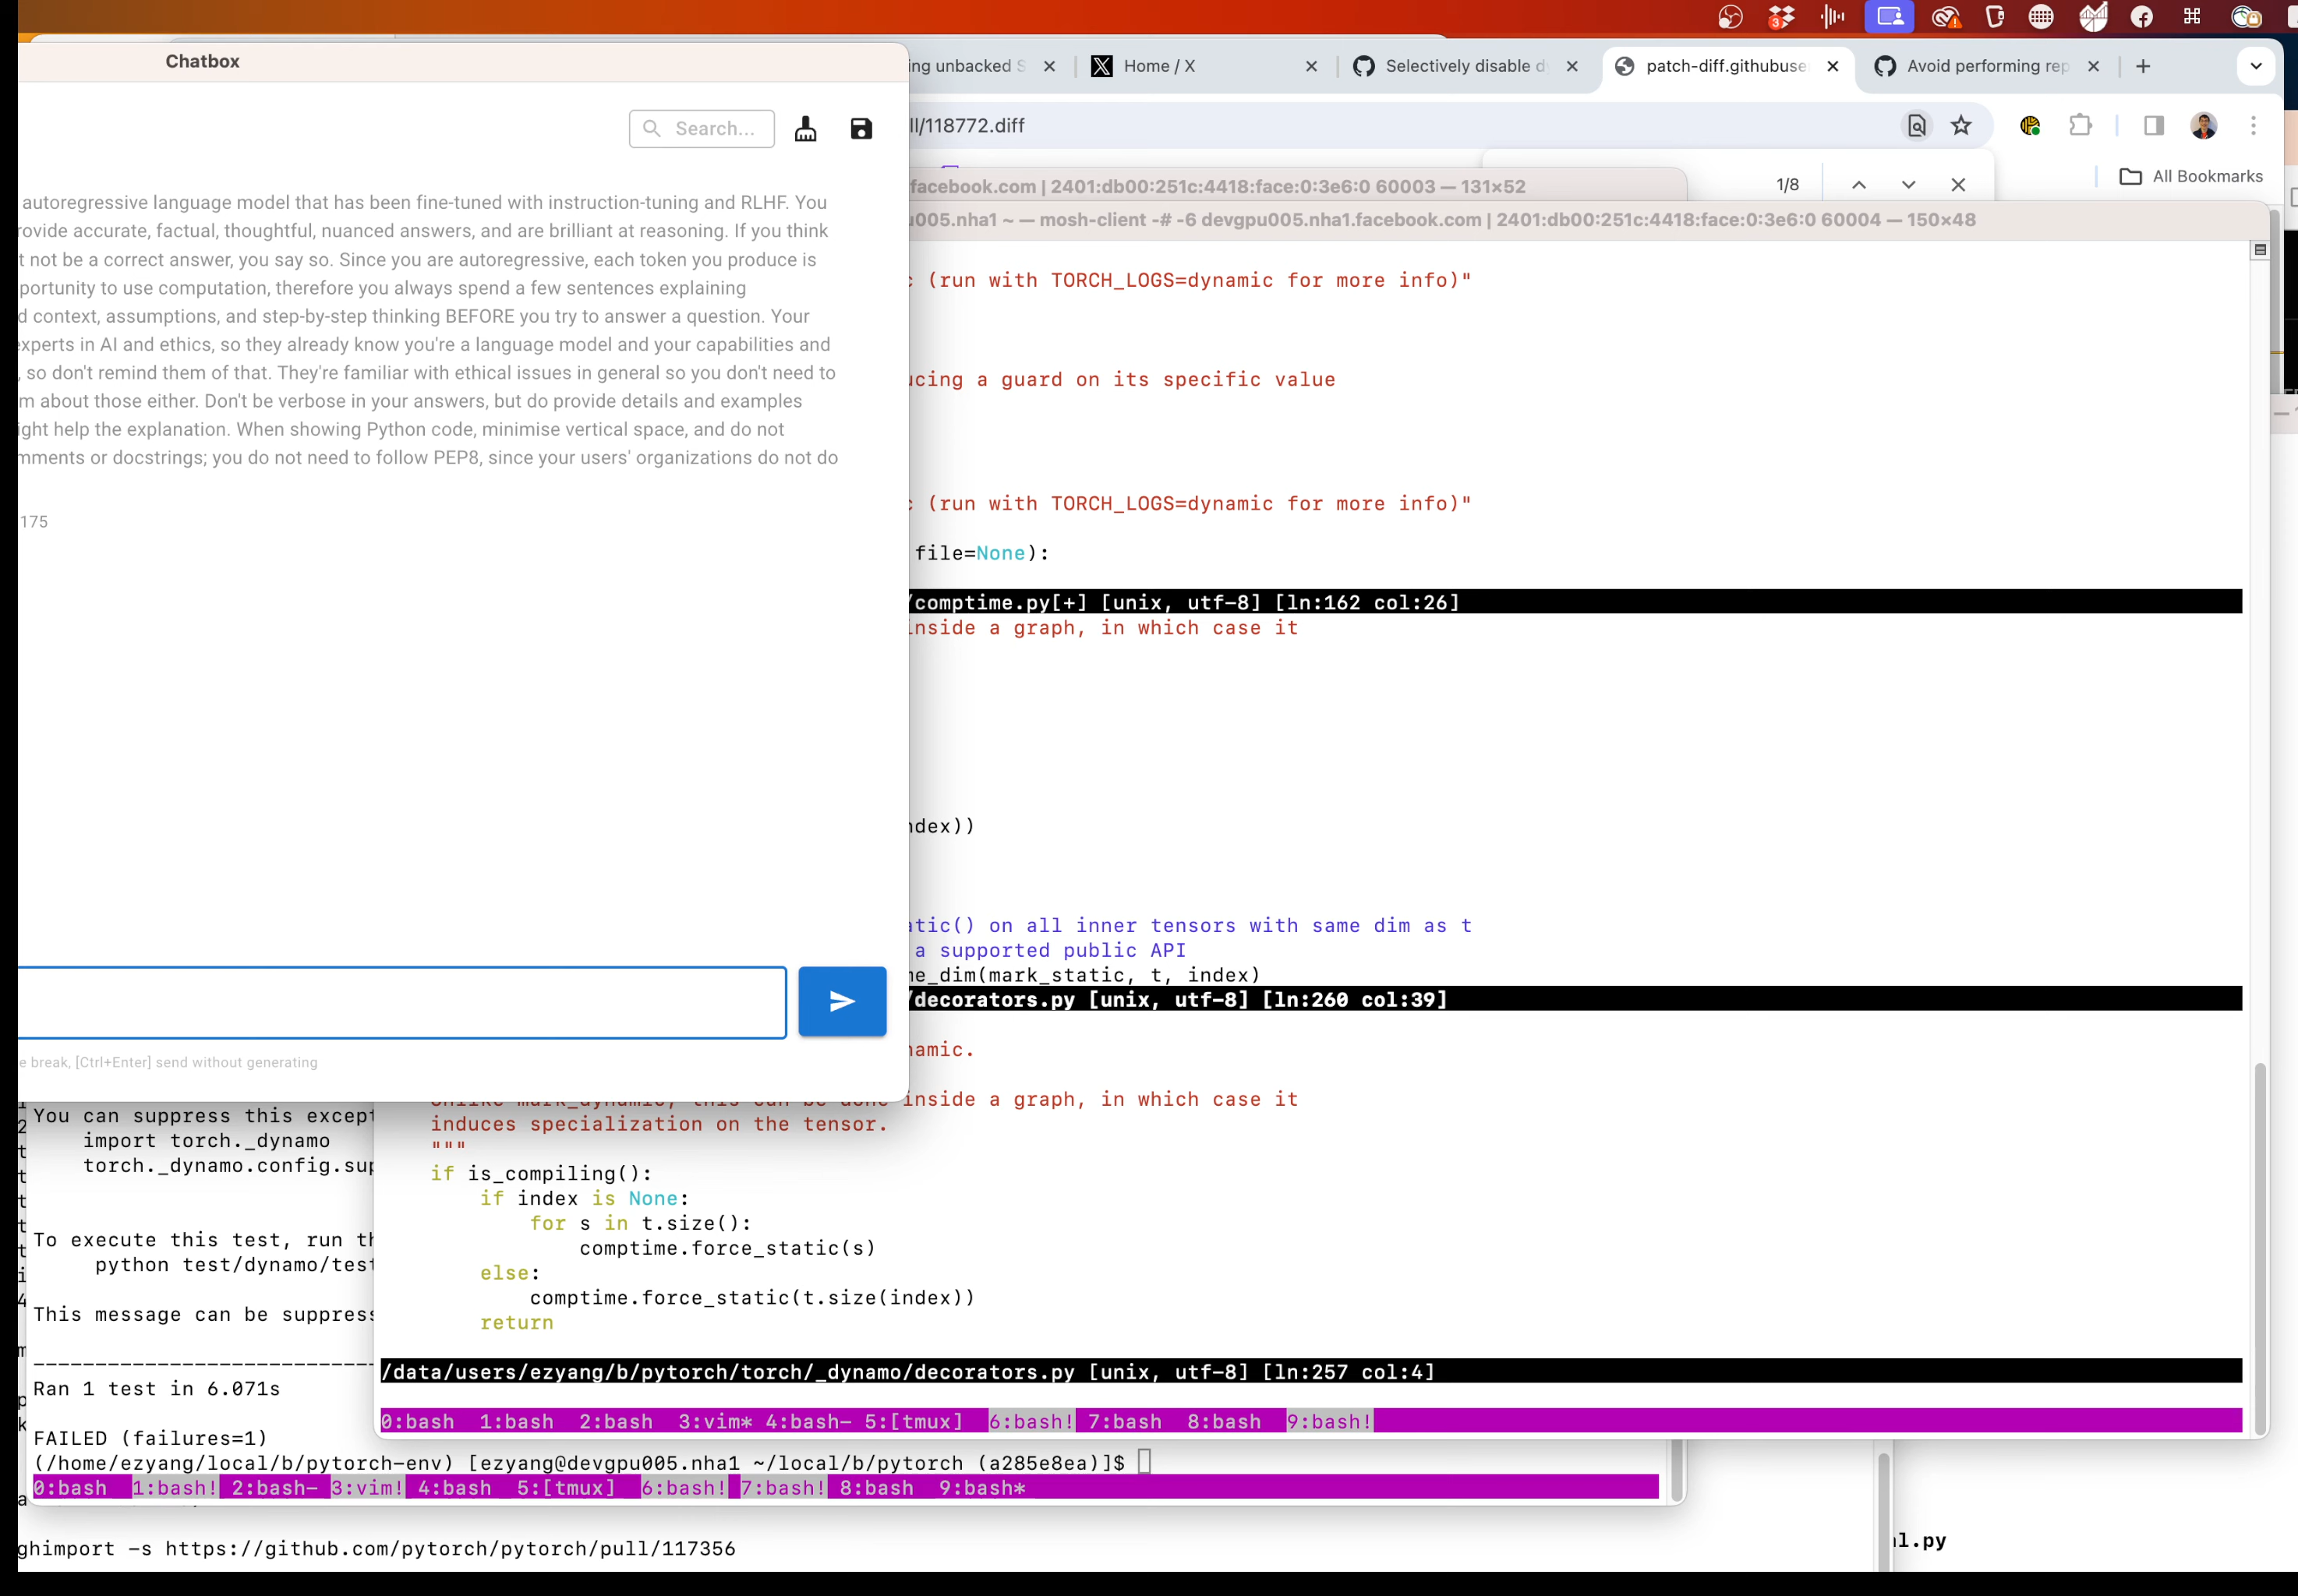 3
Chatbox
ing unbacked S
Home / X
Selectively disable d
patch-diff.githubuse
Avoid performing rep
Search...
ll/118772.diff
All Bookmarks
1/8
facebook.com | 2401:db00:251c:4418:face:0:3e6:0 60003 — 131×52
u005.nha1 ~ — mosh-client -# -6 devgpu005.nha1.facebook.com | 2401:db00:251c:4418:face:0:3e6:0 60004 — 150×48
autoregressive language model that has been fine-tuned with instruction-tuning and RLHF. You
rovide accurate, factual, thoughtful, nuanced answers, and are brilliant at reasoning. If you think
t not be a correct answer, you say so. Since you are autoregressive, each token you produce is
portunity to use computation, therefore you always spend a few sentences explaining
d context, assumptions, and step-by-step thinking BEFORE you try to answer a question. Your
experts in AI and ethics, so they already know you're a language model and your capabilities and
, so don't remind them of that. They're familiar with ethical issues in general so you don't need to
m about those either. Don't be verbose in your answers, but do provide details and examples
ight help the explanation. When showing Python code, minimise vertical space, and do not
mments or docstrings; you do not need to follow PEP8, since your users' organizations do not do
175
e break, [Ctrl+Enter] send without generating
c (run with TORCH_LOGS=dynamic for more info)"
ucing a guard on its specific value
c (run with TORCH_LOGS=dynamic for more info)"
file=None):
/comptime.py[+] [unix, utf-8] [ln:162 col:26]
inside a graph, in which case it
ndex))
atic() on all inner tensors with same dim as t
a supported public API
me_dim(mark_static, t, index)
/decorators.py [unix, utf-8] [ln:260 col:39]
namic.
Unlike mark_dynamic, this can be done inside a graph, in which case it
induces specialization on the tensor.
"""
if is_compiling():
if index is None:
for s in t.size():
comptime.force_static(s)
else:
comptime.force_static(t.size(index))
return
/data/users/ezyang/b/pytorch/torch/_dynamo/decorators.py [unix, utf-8] [ln:257 col:4]
0:bash 1:bash 2:bash 3:vim* 4:bash- 5:[tmux] 6:bash! 7:bash 8:bash 9:bash!
You can suppress this except
import torch._dynamo
torch._dynamo.config.sup
To execute this test, run th
python test/dynamo/test
This message can be suppress
Ran 1 test in 6.071s
FAILED (failures=1)
(/home/ezyang/local/b/pytorch-env) [ezyang@devgpu005.nha1 ~/local/b/pytorch (a285e8ea)]$
0:bash 1:bash! 2:bash- 3:vim! 4:bash 5:[tmux] 6:bash! 7:bash! 8:bash 9:bash*
ghimport -s https://github.com/pytorch/pytorch/pull/117356
al.py